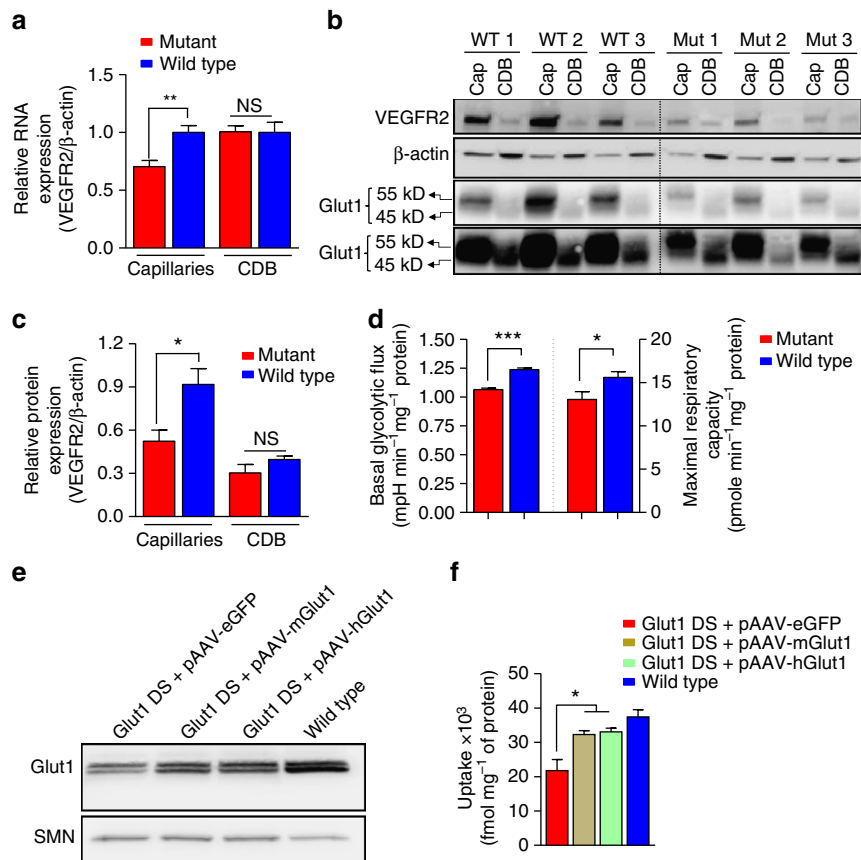 a
Mutant
Wild type
Relative RNA
expression
(VEGFR2/β-actin)
1.5
1.0
0.5
0.0
**
NS
Capillaries
CDB
b
WT 1
WT 2
WT 3
Mut 1
Mut 2
Mut 3
Cap
CDB
Cap
CDB
Cap
CDB
Cap
CDB
Cap
CDB
Cap
CDB
VEGFR2
β-actin
Glut1
55 kD
45 kD
Glut1
55 kD
45 kD
c
Relative protein
expression
(VEGFR2/β-actin)
1.2
0.9
0.6
0.3
0.0
*
NS
Mutant
Wild type
Capillaries
CDB
d
Basal glycolytic flux
(mpH min⁻¹mg⁻¹ protein)
1.50
1.25
1.00
0.75
0.50
0.25
0.00
***
*
20
15
10
5
0
Maximal respiratory
capacity
(pmole min⁻¹mg⁻¹ protein)
Mutant
Wild type
e
Glut1 DS + pAAV-eGFP
Glut1 DS + pAAV-mGlut1
Glut1 DS + pAAV-hGlut1
Wild type
Glut1
SMN
f
Glut1 DS + pAAV-eGFP
Glut1 DS + pAAV-mGlut1
Glut1 DS + pAAV-hGlut1
Wild type
Uptake ×10³
(fmol mg⁻¹ of protein)
50
40
30
20
10
0
*